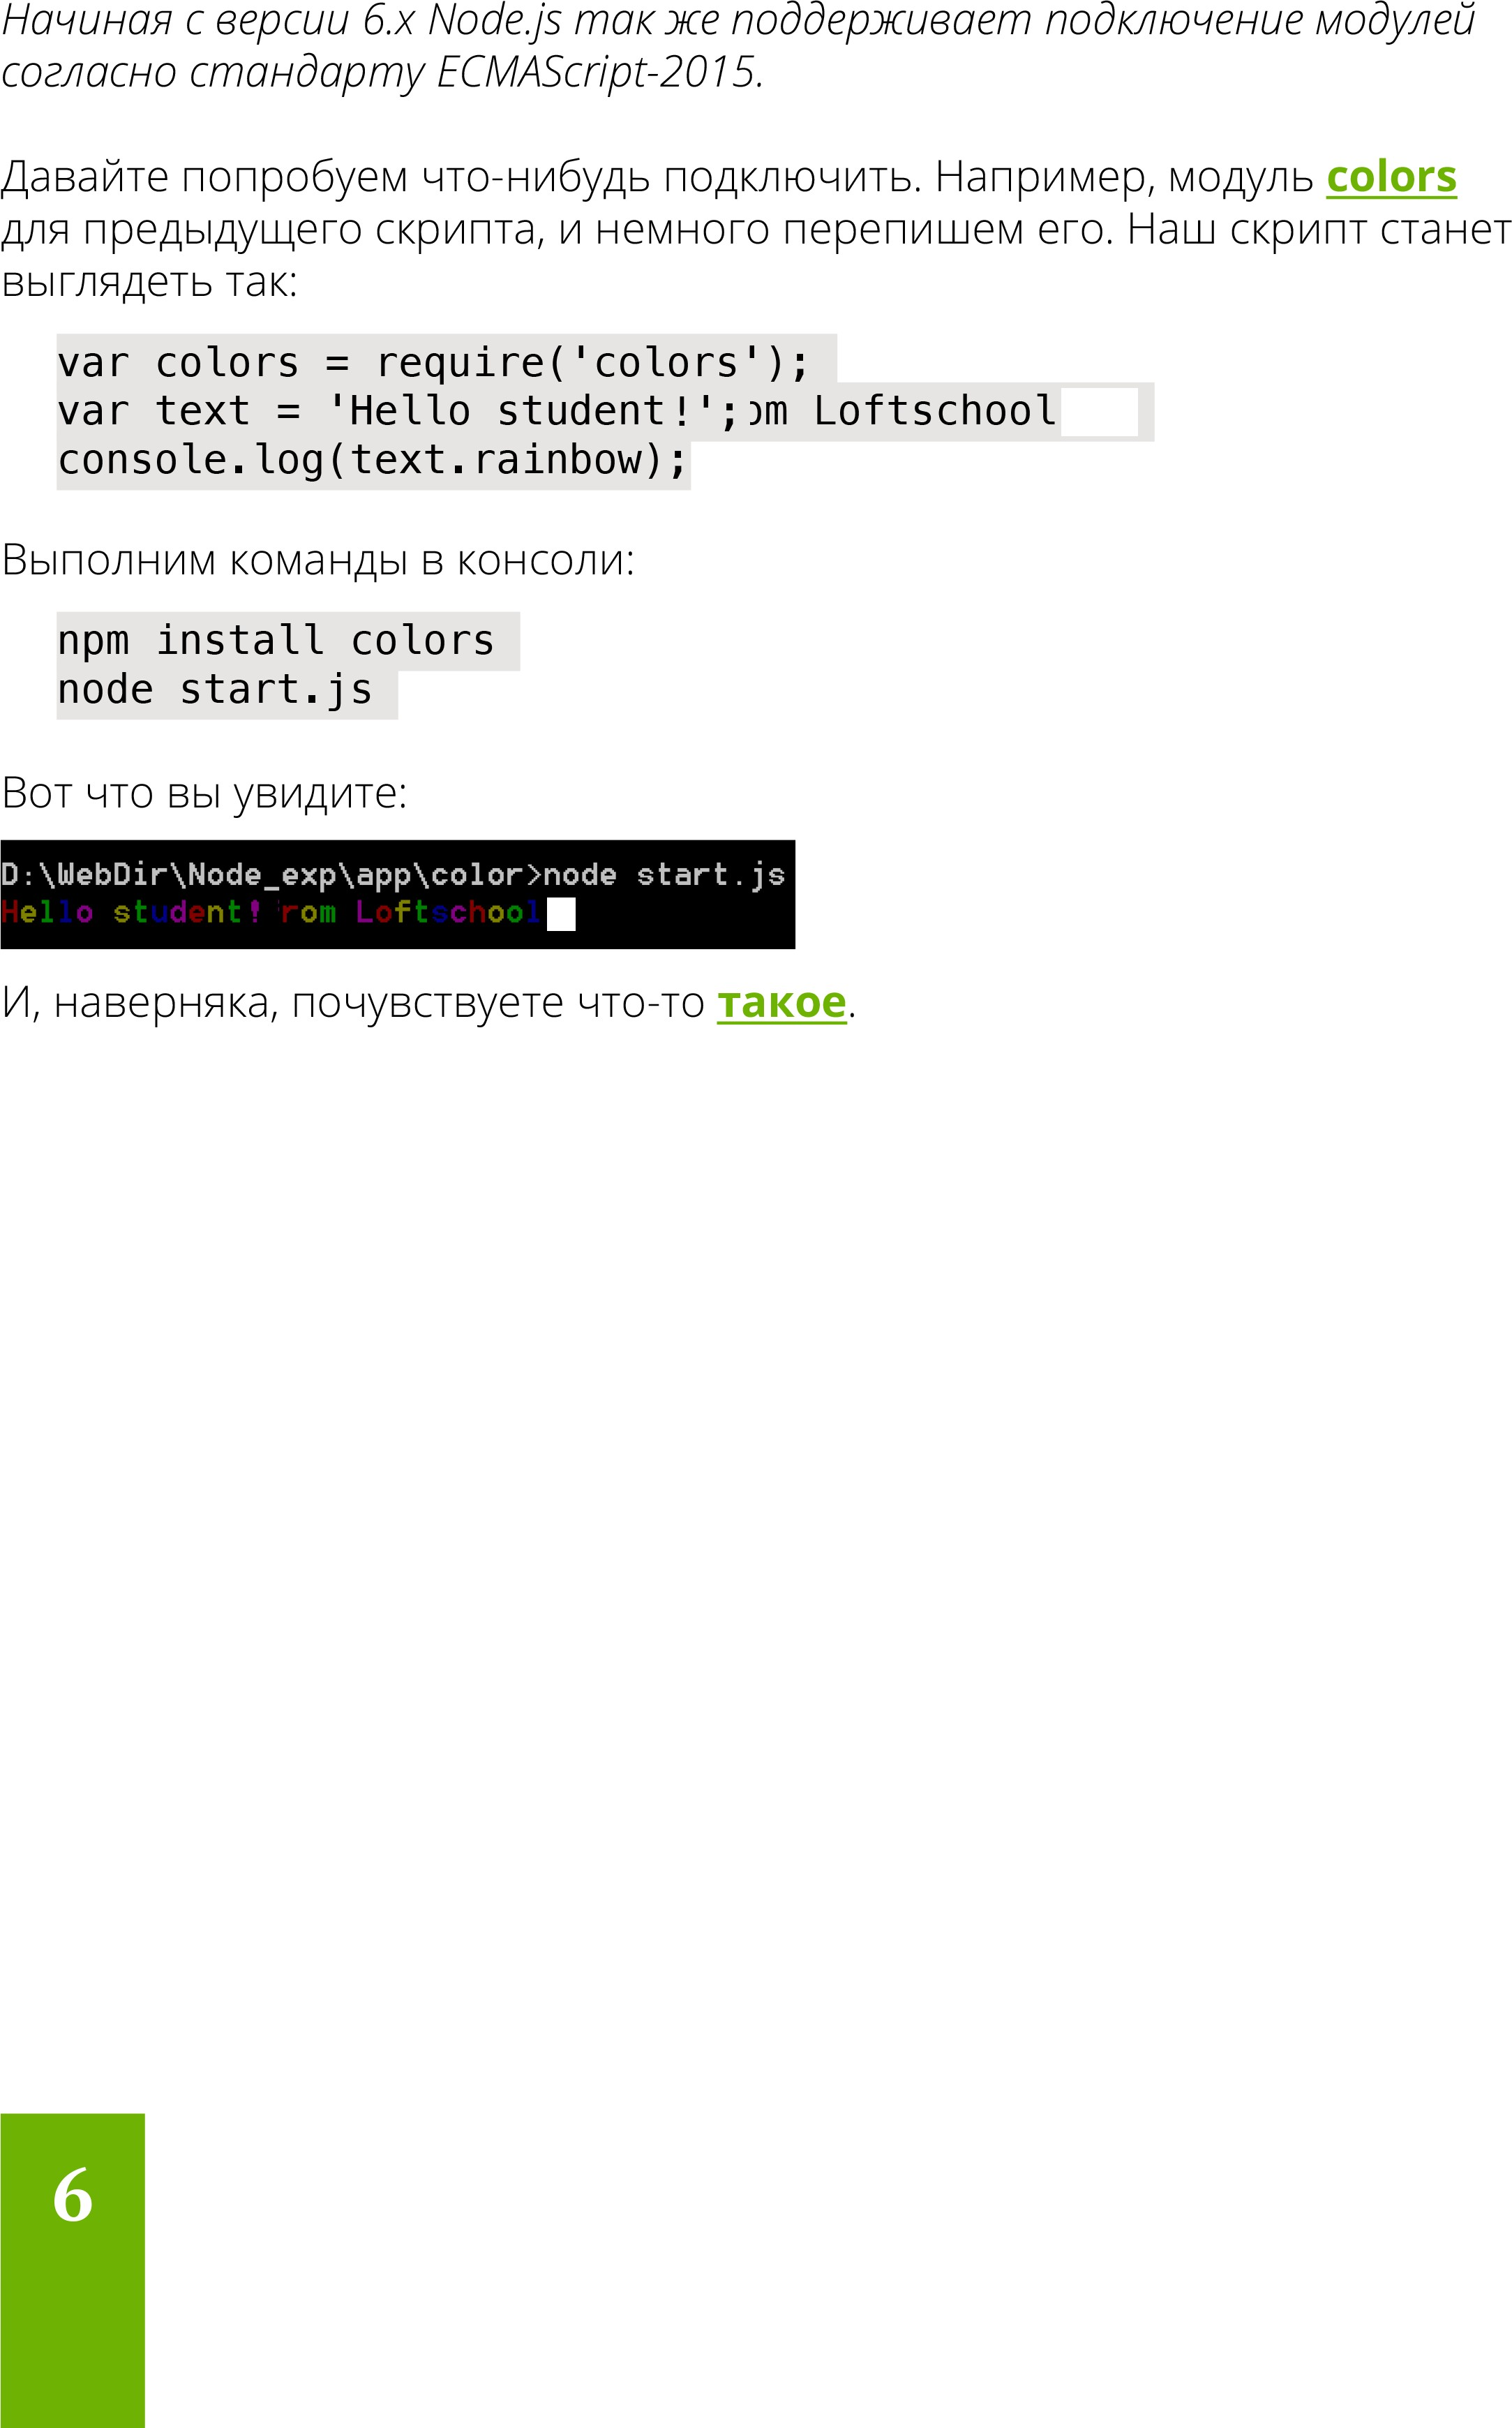 Начиная с версии 6.x Node.js так же поддерживает подключение модулей
согласно стандарту ECMAScript-2015.
Давайте попробуем что-нибудь подключить. Например, модуль colors
для предыдущего скрипта, и немного перепишем его. Наш скрипт станет
выглядеть так:
var colors = require('colors');
var text = 'Hello student!'; Loftschool
console.log(text.rainbow);
Выполним команды в консоли:
npm install colors
node start.js
Вот что вы увидите:
D:\WebDir\Node_exp\app\color>node start.js
Hello student! rom Loftschool
И, наверняка, почувствуете что-то такое.
6